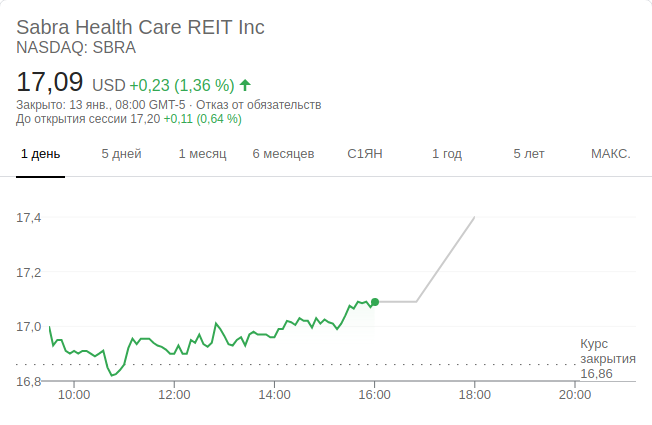 Sabra Health Care REIT Inc
NASDAQ: SBRA
17,09 USD +0,23 (1,36 %)
Закрыто: 13 янв., 08:00 GMT-5 · Отказ от обязательств
До открытия сессии 17,20 +0,11 (0,64 %)
1 день 5 дней 1 месяц 6 месяцев С1ЯН 1 год 5 лет МАКС.
17,4
17,2
17,0
16,8
Курс
закрытия
16,86
10:00 12:00 14:00 16:00 18:00 20:00